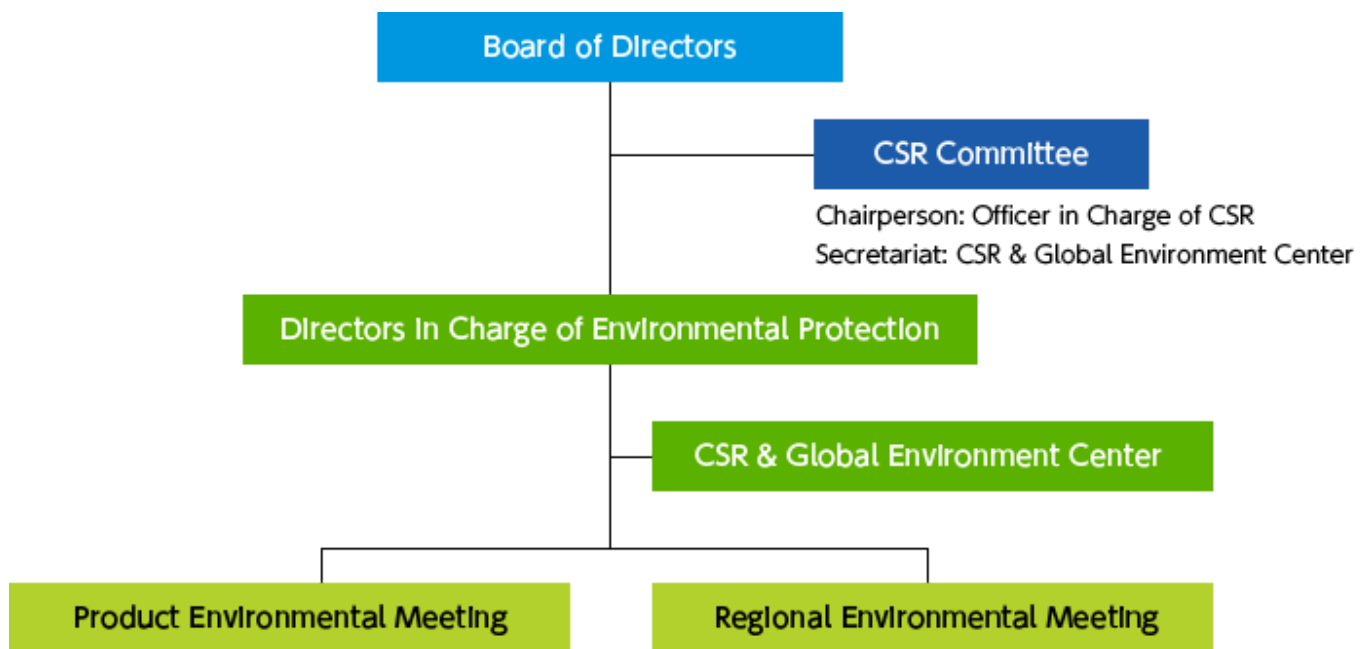 Board of Directors
CSR Committee
Chairperson: Officer in Charge of CSR
Secretariat: CSR & Global Environment Center
Directors in Charge of Environmental Protection
CSR & Global Environment Center
Product Environmental Meeting
Regional Environmental Meeting